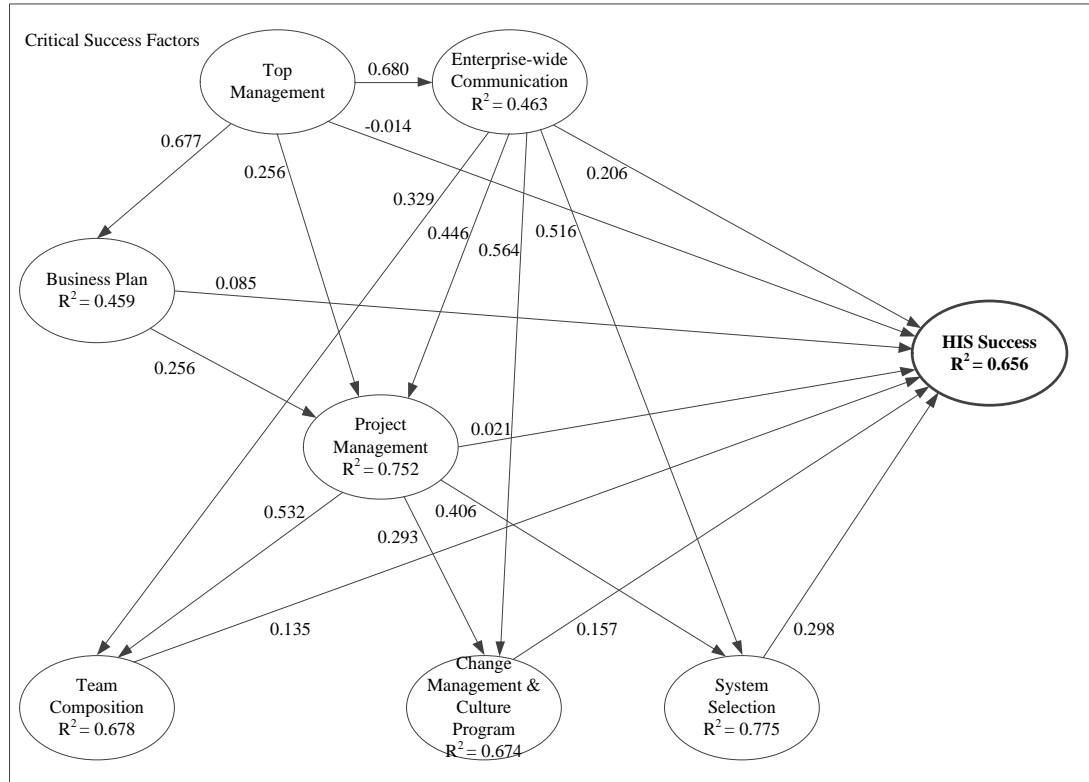 Critical Success Factors
Top
Management
0.680
Enterprise-wide
Communication
R² = 0.463
-0.014
0.677
0.256
0.206
0.329
0.446
0.564
0.516
Business Plan
R² = 0.459
0.085
HIS Success
R² = 0.656
0.256
Project
Management
R² = 0.752
0.021
0.532
0.293
0.406
0.135
0.157
0.298
Team
Composition
R² = 0.678
Change
Management &
Culture
Program
R² = 0.674
System
Selection
R² = 0.775